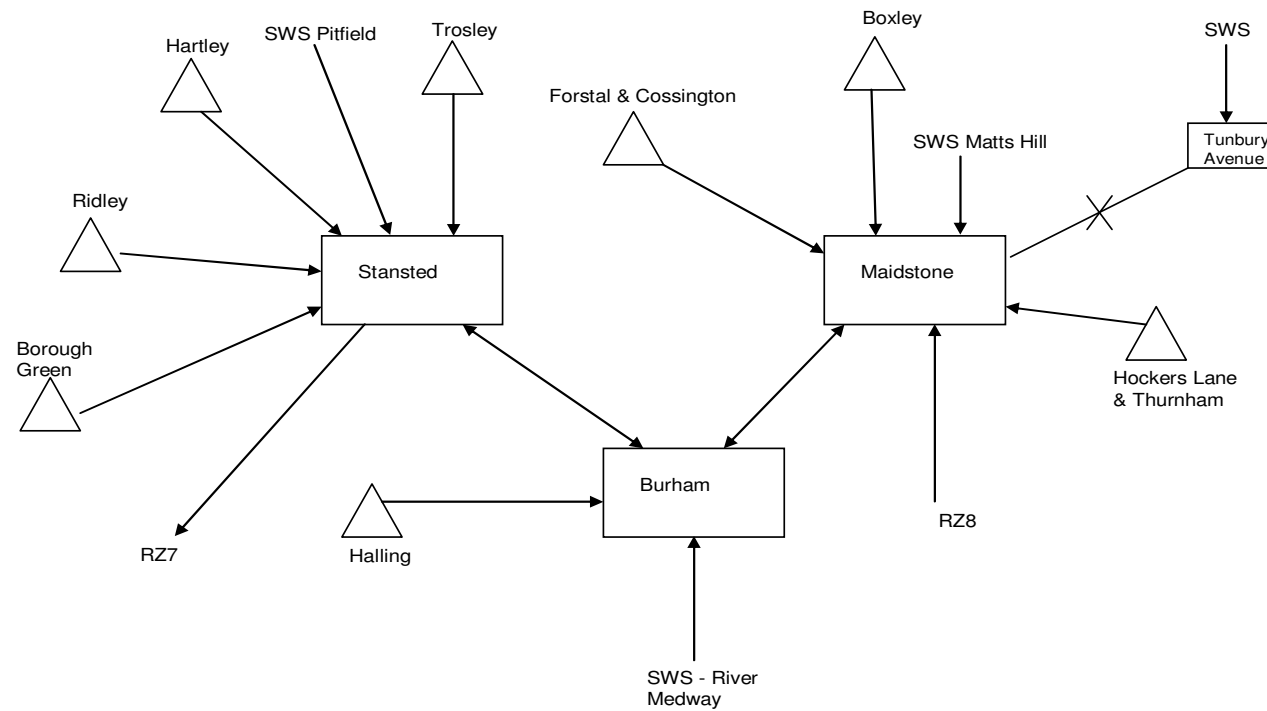 Boxley
SWS
Trosley
SWS Pitfield
Hartley
Forstal & Cossington
SWS Matts Hill
Tunbury
Avenue
Ridley
Stansted
Maidstone
Borough
Green
Hockers Lane
& Thurnham
Burham
RZ8
RZ7
Halling
SWS - River
Medway